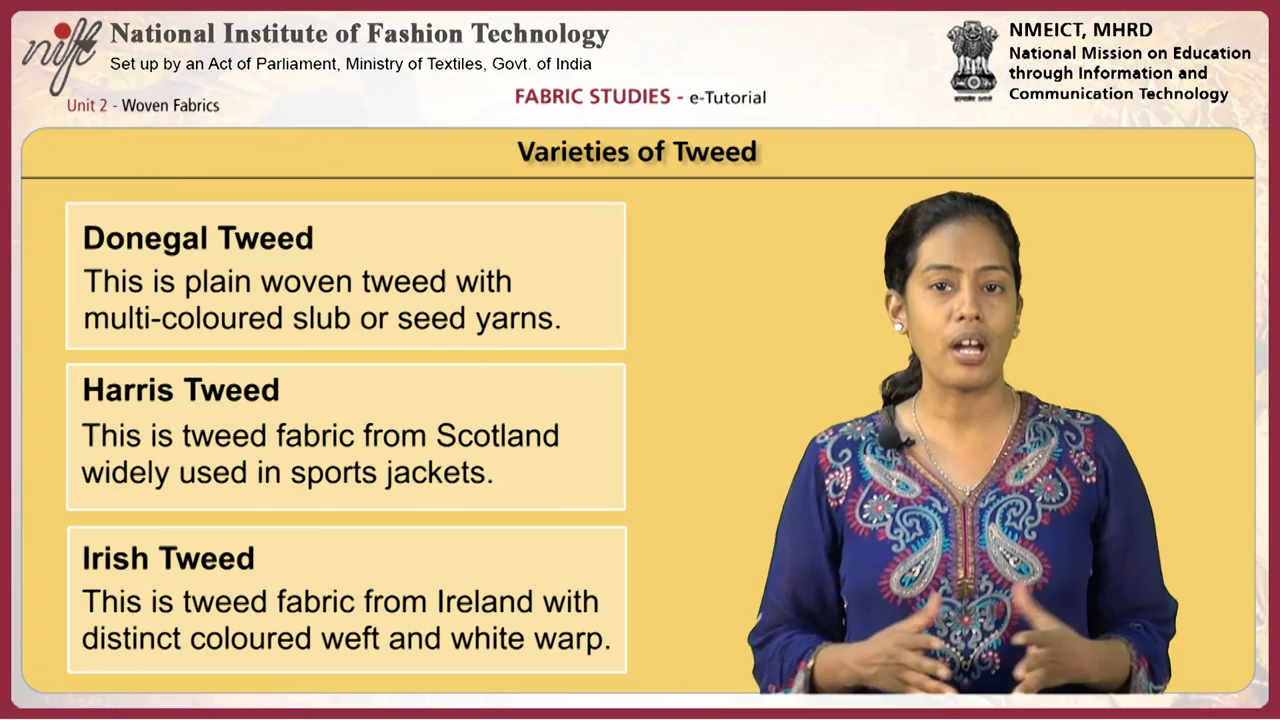 nift
National Institute of Fashion Technology
Set up by an Act of Parliament, Ministry of Textiles, Govt. of India
NMEICT, MHRD
National Mission on Education
through Information and
Communication Technology
Unit 2 - Woven Fabrics
FABRIC STUDIES - e-Tutorial
Varieties of Tweed
Donegal Tweed
This is plain woven tweed with
multi-coloured slub or seed yarns.
Harris Tweed
This is tweed fabric from Scotland
widely used in sports jackets.
Irish Tweed
This is tweed fabric from Ireland with
distinct coloured weft and white warp.